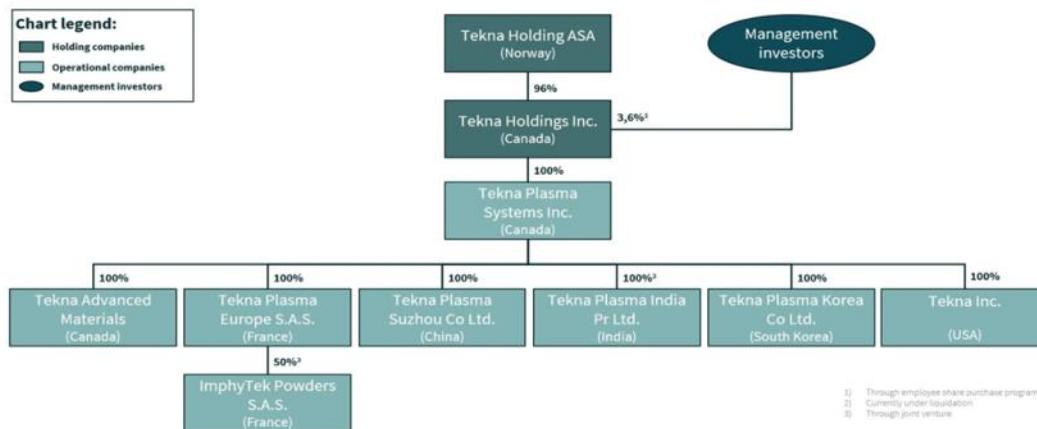 Chart legend:
Holding companies
Operational companies
Management investors
Tekna Holding ASA
(Norway)
Management
investors
96%
Tekna Holdings Inc.
(Canada)
3,6%¹
100%
Tekna Plasma
Systems Inc.
(Canada)
100%
100%
100%
100%²
100%
100%
Tekna Advanced
Materials
(Canada)
Tekna Plasma
Europe S.A.S.
(France)
Tekna Plasma
Suzhou Co Ltd.
(China)
Tekna Plasma India
Pr Ltd.
(India)
Tekna Plasma Korea
Co Ltd.
(South Korea)
Tekna Inc.
(USA)
50%³
ImphyTek Powders
S.A.S.
(France)
1) Through employee share purchase program
2) Currently under liquidation
3) Through joint venture